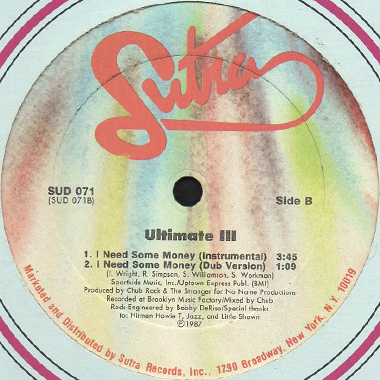 Sutra
SUD 071
(SUD 071B)
Side B
Ultimate III
1. I Need Some Money (Instrumental) 3:45
2. I Need Some Money (Dub Version) 1:09
(I. Wright, R. Simpson, S. Williamson, S. Workman)
Sportkids Music, Inc./Uptown Express Publ. (BMI)
Produced by Chub Rock & The Stranger for No Name Productions
Recorded at Brooklyn Music Factory/Mixed by Chub
Rock-Engineered by Bobby DeRiso/Special thanks
to: Hitman Howie T, Jazz, and Little Shawn
Ⓟ1987
Marketed and Distributed by Sutra Records, Inc., 1790 Broadway, New York, N.Y. 10019